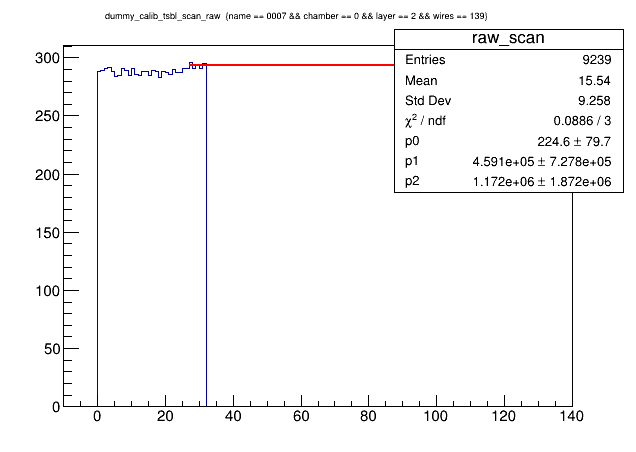 dummy_calib_tsbl_scan_raw (name == 0007 && chamber == 0 && layer == 2 && wires == 139)
raw_scan
Entries 9239
Mean 15.54
Std Dev 9.258
χ² / ndf 0.0886 / 3
p0 224.6 ± 79.7
p1 4.591e+05 ± 7.278e+05
p2 1.172e+06 ± 1.872e+06
300
250
200
150
100
50
0
0 20 40 60 80 100 120 140